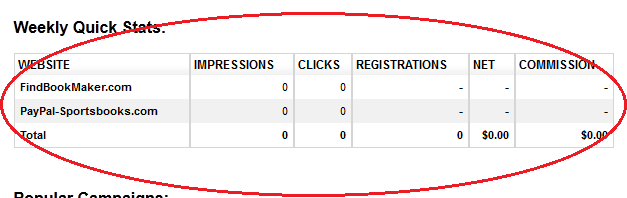 Weekly Quick Stats:
WEBSITE IMPRESSIONS CLICKS REGISTRATIONS NET COMMISSION
FindBookMaker.com 0 0 - - -
PayPal-Sportsbooks.com 0 0 - - -
Total 0 0 0 $0.00 $0.00
Popular Campaigns: